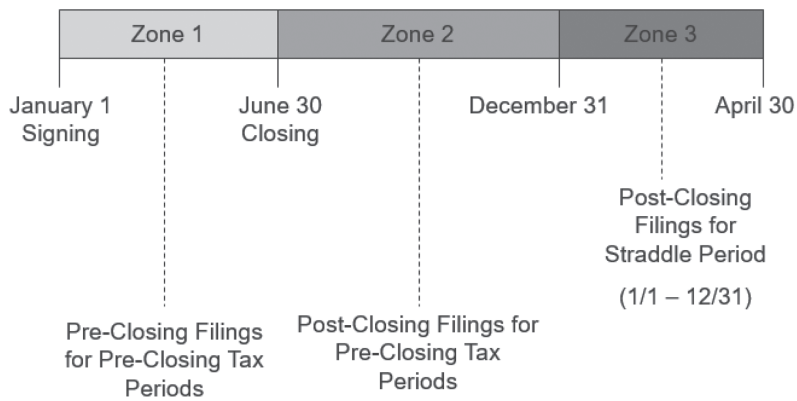 Zone 1
Zone 2
Zone 3
January 1
Signing
June 30
Closing
December 31
April 30
Pre-Closing Filings
for Pre-Closing Tax
Periods
Post-Closing Filings for
Pre-Closing Tax
Periods
Post-Closing
Filings for
Straddle Period
(1/1 – 12/31)